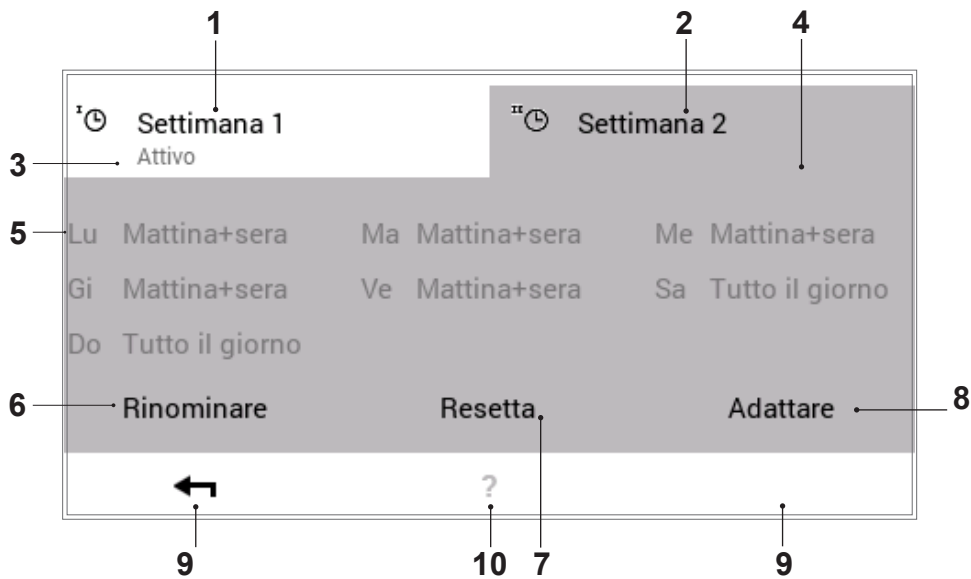 1 2 4
I Settimana 1 II Settimana 2
3 Attivo
5 Lu Mattina+sera Ma Mattina+sera Me Mattina+sera
Gi Mattina+sera Ve Mattina+sera Sa Tutto il giorno
Do Tutto il giorno
6 Rinominare Resetta Adattare 8
?
9 10 7 9